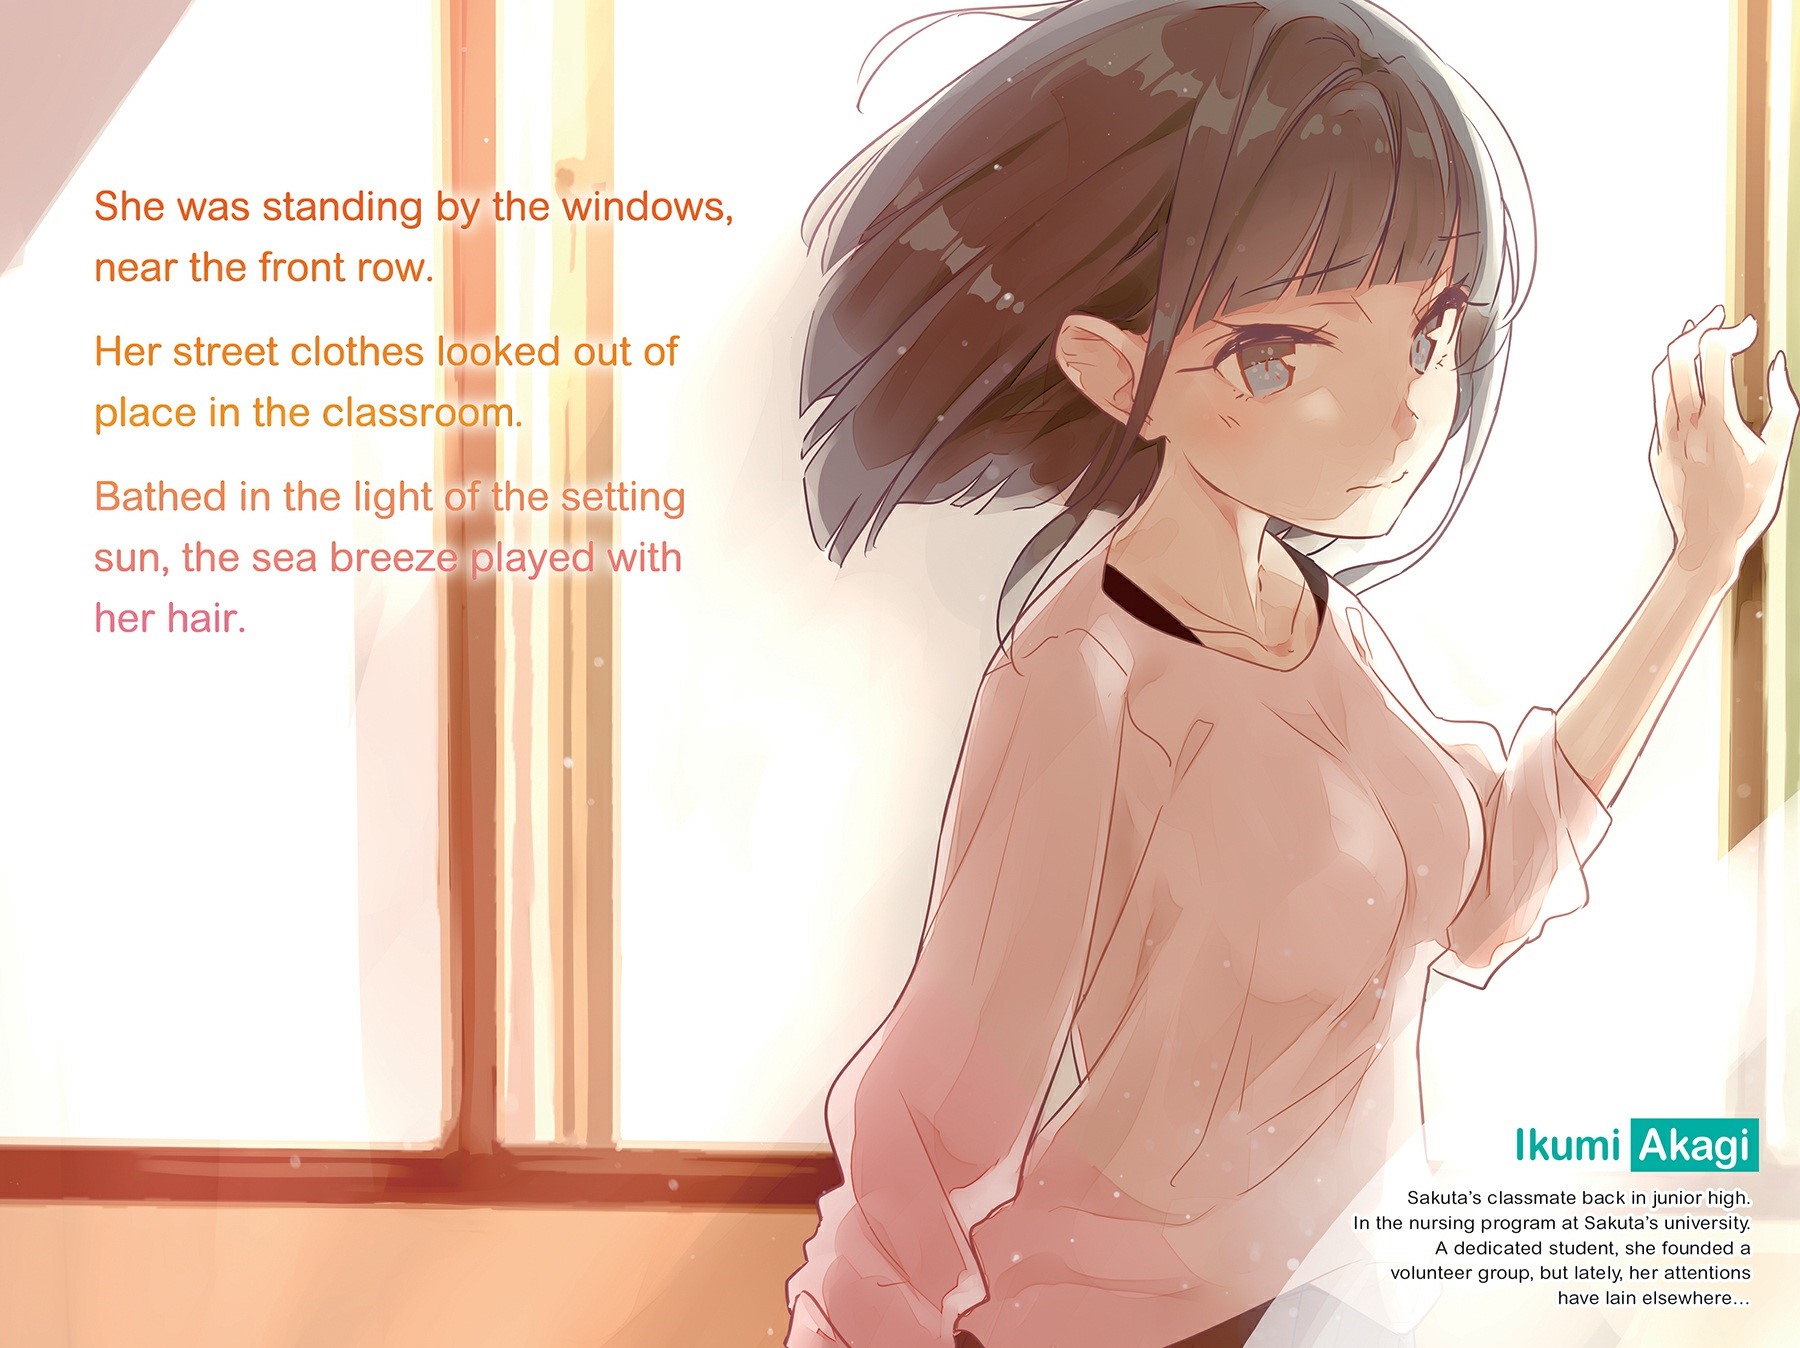 She was standing by the windows,
near the front row.
Her street clothes looked out of
place in the classroom.
Bathed in the light of the setting
sun, the sea breeze played with
her hair.
Ikumi Akagi
Sakuta’s classmate back in junior high.
In the nursing program at Sakuta’s university.
A dedicated student, she founded a
volunteer group, but lately, her attentions
have lain elsewhere…